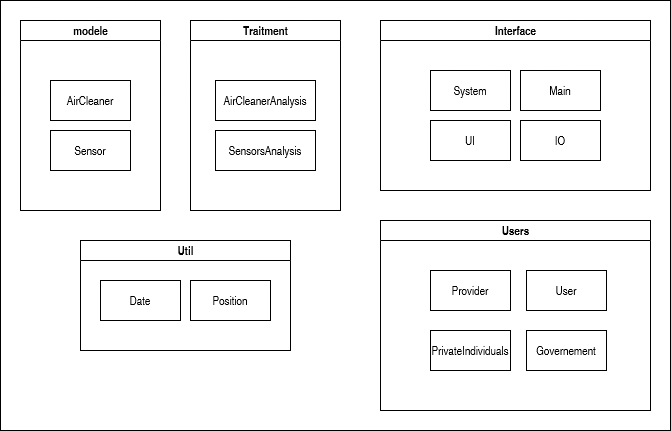 modele
AirCleaner
Sensor
Traitment
AirCleanerAnalysis
SensorsAnalysis
Interface
System
Main
UI
IO
Util
Date
Position
Users
Provider
User
PrivateIndividuals
Governement